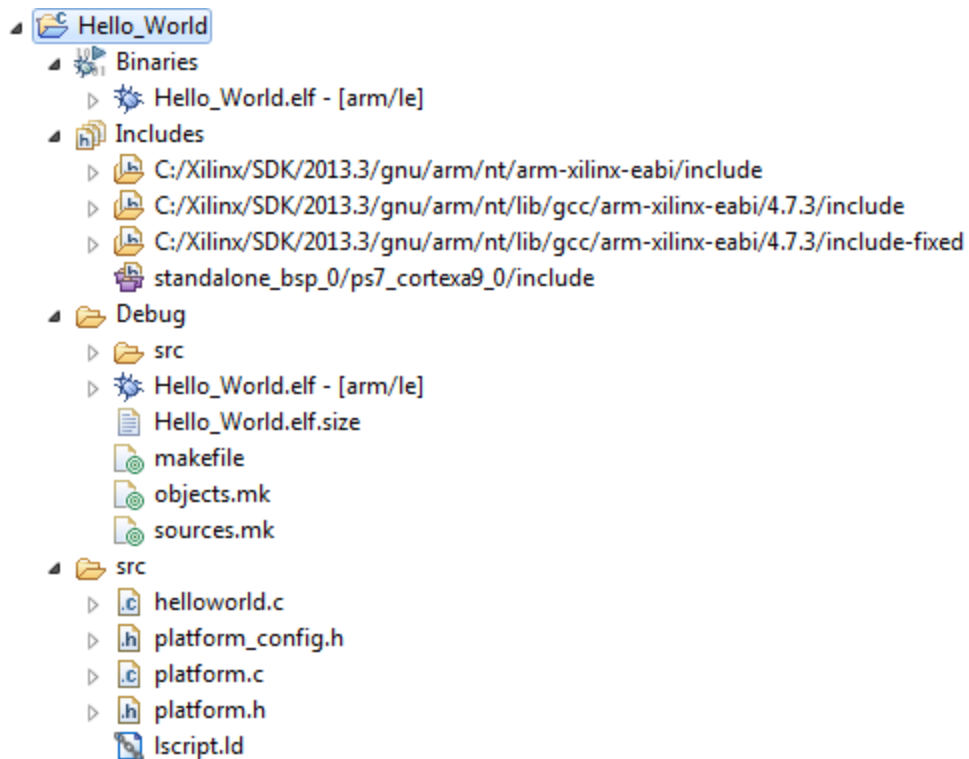 Hello_World
Binaries
Hello_World.elf - [arm/le]
Includes
C:/Xilinx/SDK/2013.3/gnu/arm/nt/arm-xilinx-eabi/include
C:/Xilinx/SDK/2013.3/gnu/arm/nt/lib/gcc/arm-xilinx-eabi/4.7.3/include
C:/Xilinx/SDK/2013.3/gnu/arm/nt/lib/gcc/arm-xilinx-eabi/4.7.3/include-fixed
standalone_bsp_0/ps7_cortexa9_0/include
Debug
src
Hello_World.elf - [arm/le]
Hello_World.elf.size
makefile
objects.mk
sources.mk
src
helloworld.c
platform_config.h
platform.c
platform.h
lscript.ld